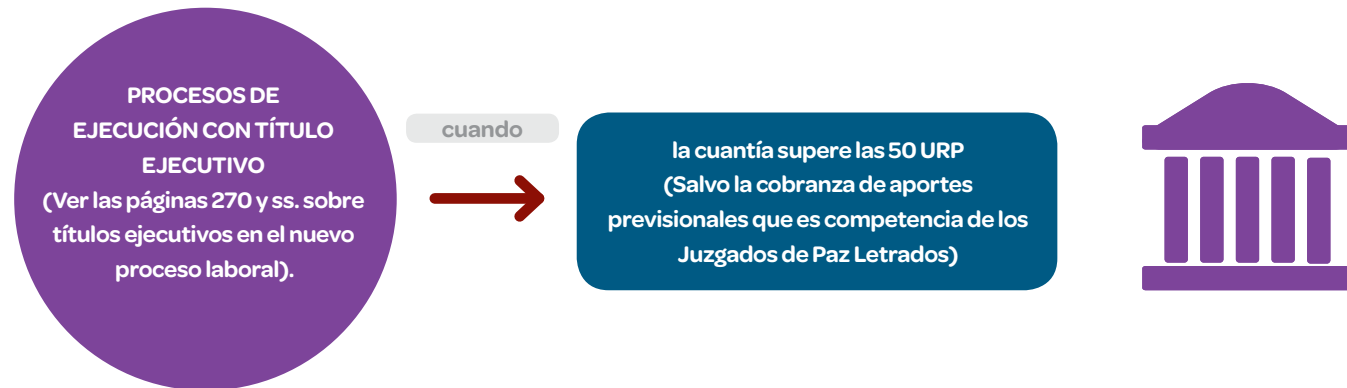 PROCESOS DE
EJECUCIÓN CON TÍTULO
EJECUTIVO
(Ver las páginas 270 y ss. sobre
títulos ejecutivos en el nuevo
proceso laboral).
cuando
la cuantía supere las 50 URP
(Salvo la cobranza de aportes
previsionales que es competencia de los
Juzgados de Paz Letrados)